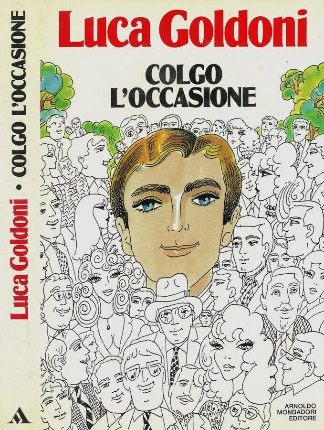 Luca Goldoni • COLGO L'OCCASIONE
Luca Goldoni
COLGO
L'OCCASIONE
ARNOLDO
MONDADORI
EDITORE